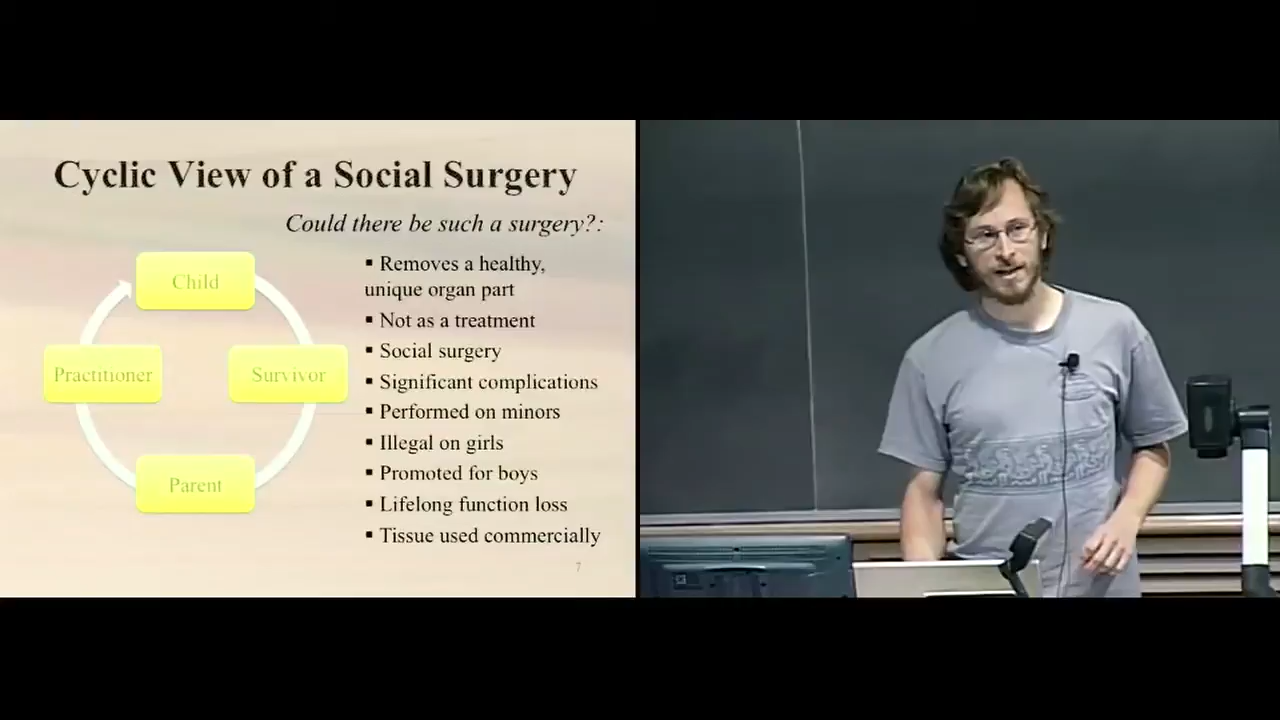 Cyclic View of a Social Surgery
Could there be such a surgery?:
Child
Practitioner
Survivor
Parent
▪ Removes a healthy,
unique organ part
▪ Not as a treatment
▪ Social surgery
▪ Significant complications
▪ Performed on minors
▪ Illegal on girls
▪ Promoted for boys
▪ Lifelong function loss
▪ Tissue used commercially
7